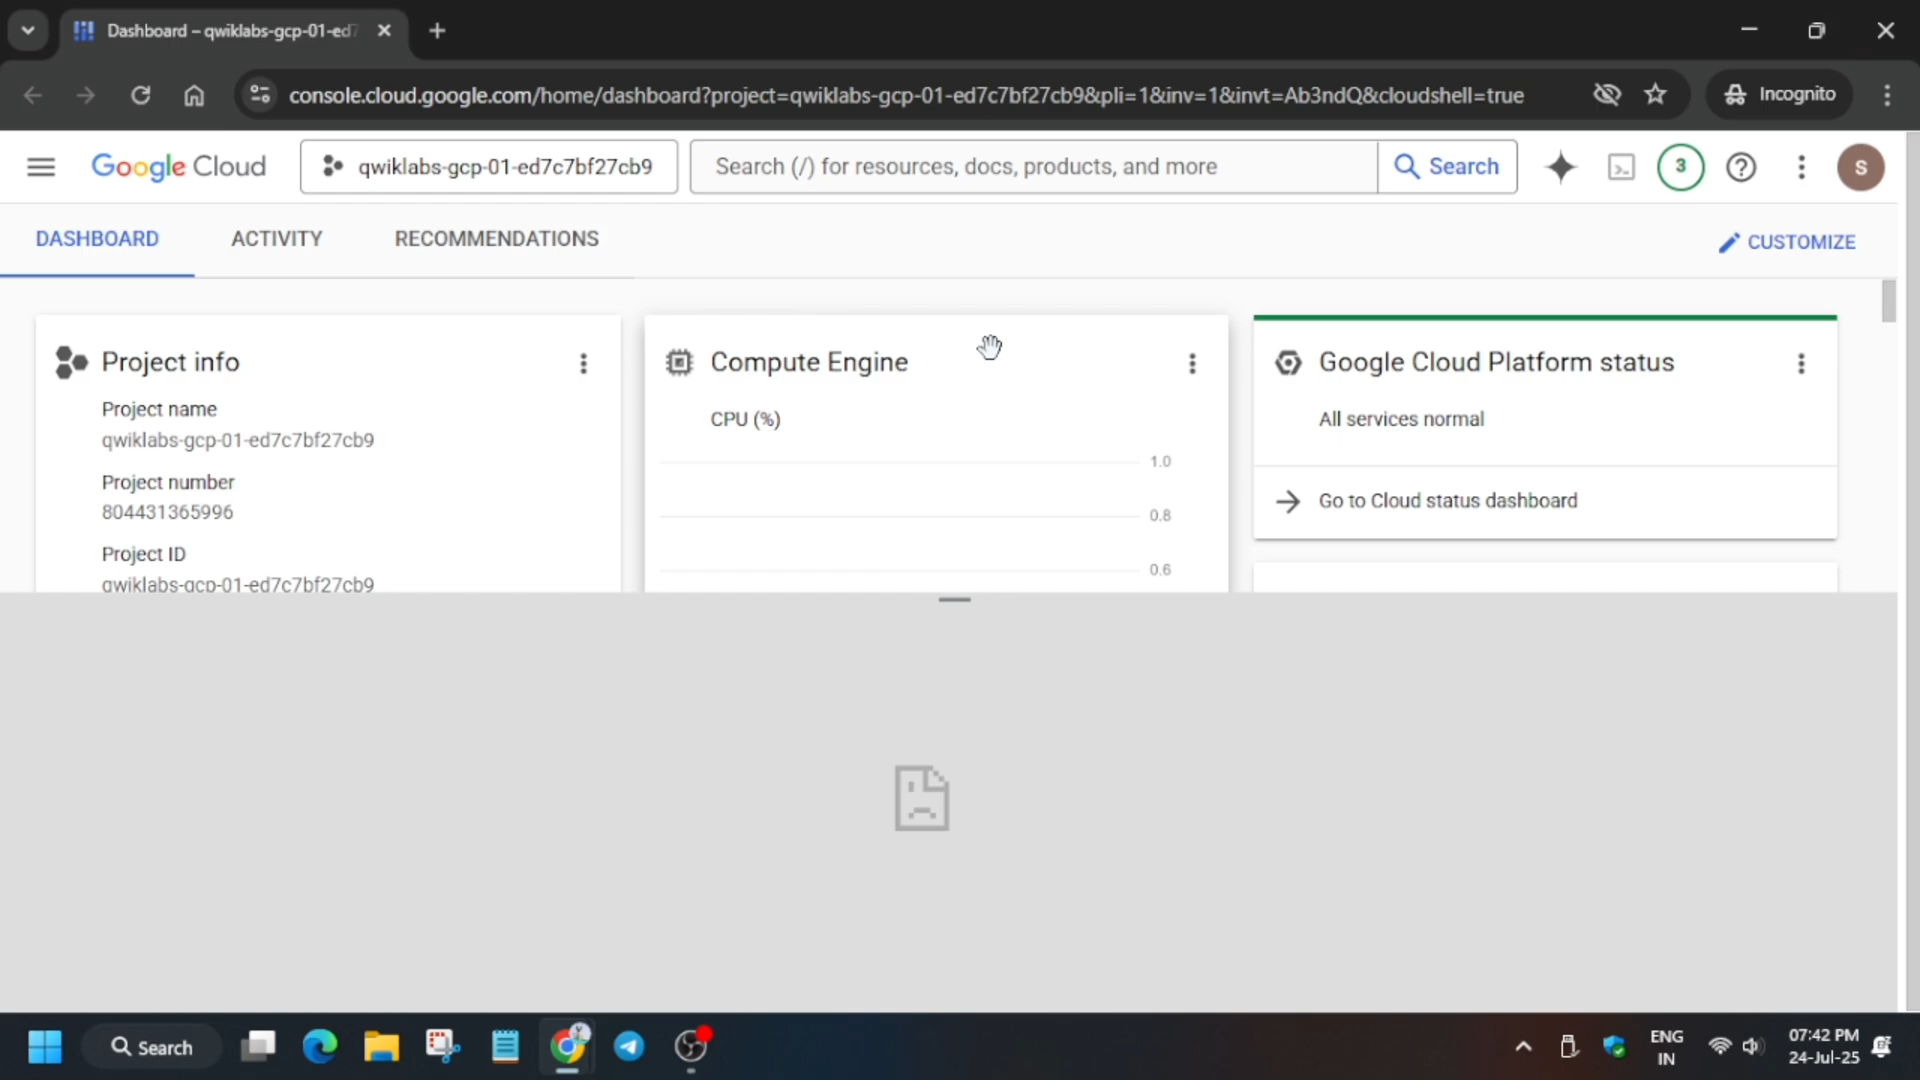 Dashboard – qwiklabs-gcp-01-ed7
console.cloud.google.com/home/dashboard?project=qwiklabs-gcp-01-ed7c7bf27cb9&pli=1&inv=1&invt=Ab3ndQ&cloudshell=true
Incognito
Google Cloud
qwiklabs-gcp-01-ed7c7bf27cb9
Search (/) for resources, docs, products, and more
Search
3
S
DASHBOARD
ACTIVITY
RECOMMENDATIONS
CUSTOMIZE
Project info
Project name
qwiklabs-gcp-01-ed7c7bf27cb9
Project number
804431365996
Project ID
qwiklabs-gcp-01-ed7c7bf27cb9
Compute Engine
CPU (%)
1.0
0.8
0.6
Google Cloud Platform status
All services normal
Go to Cloud status dashboard
Search
ENG
IN
07:42 PM
24-Jul-25